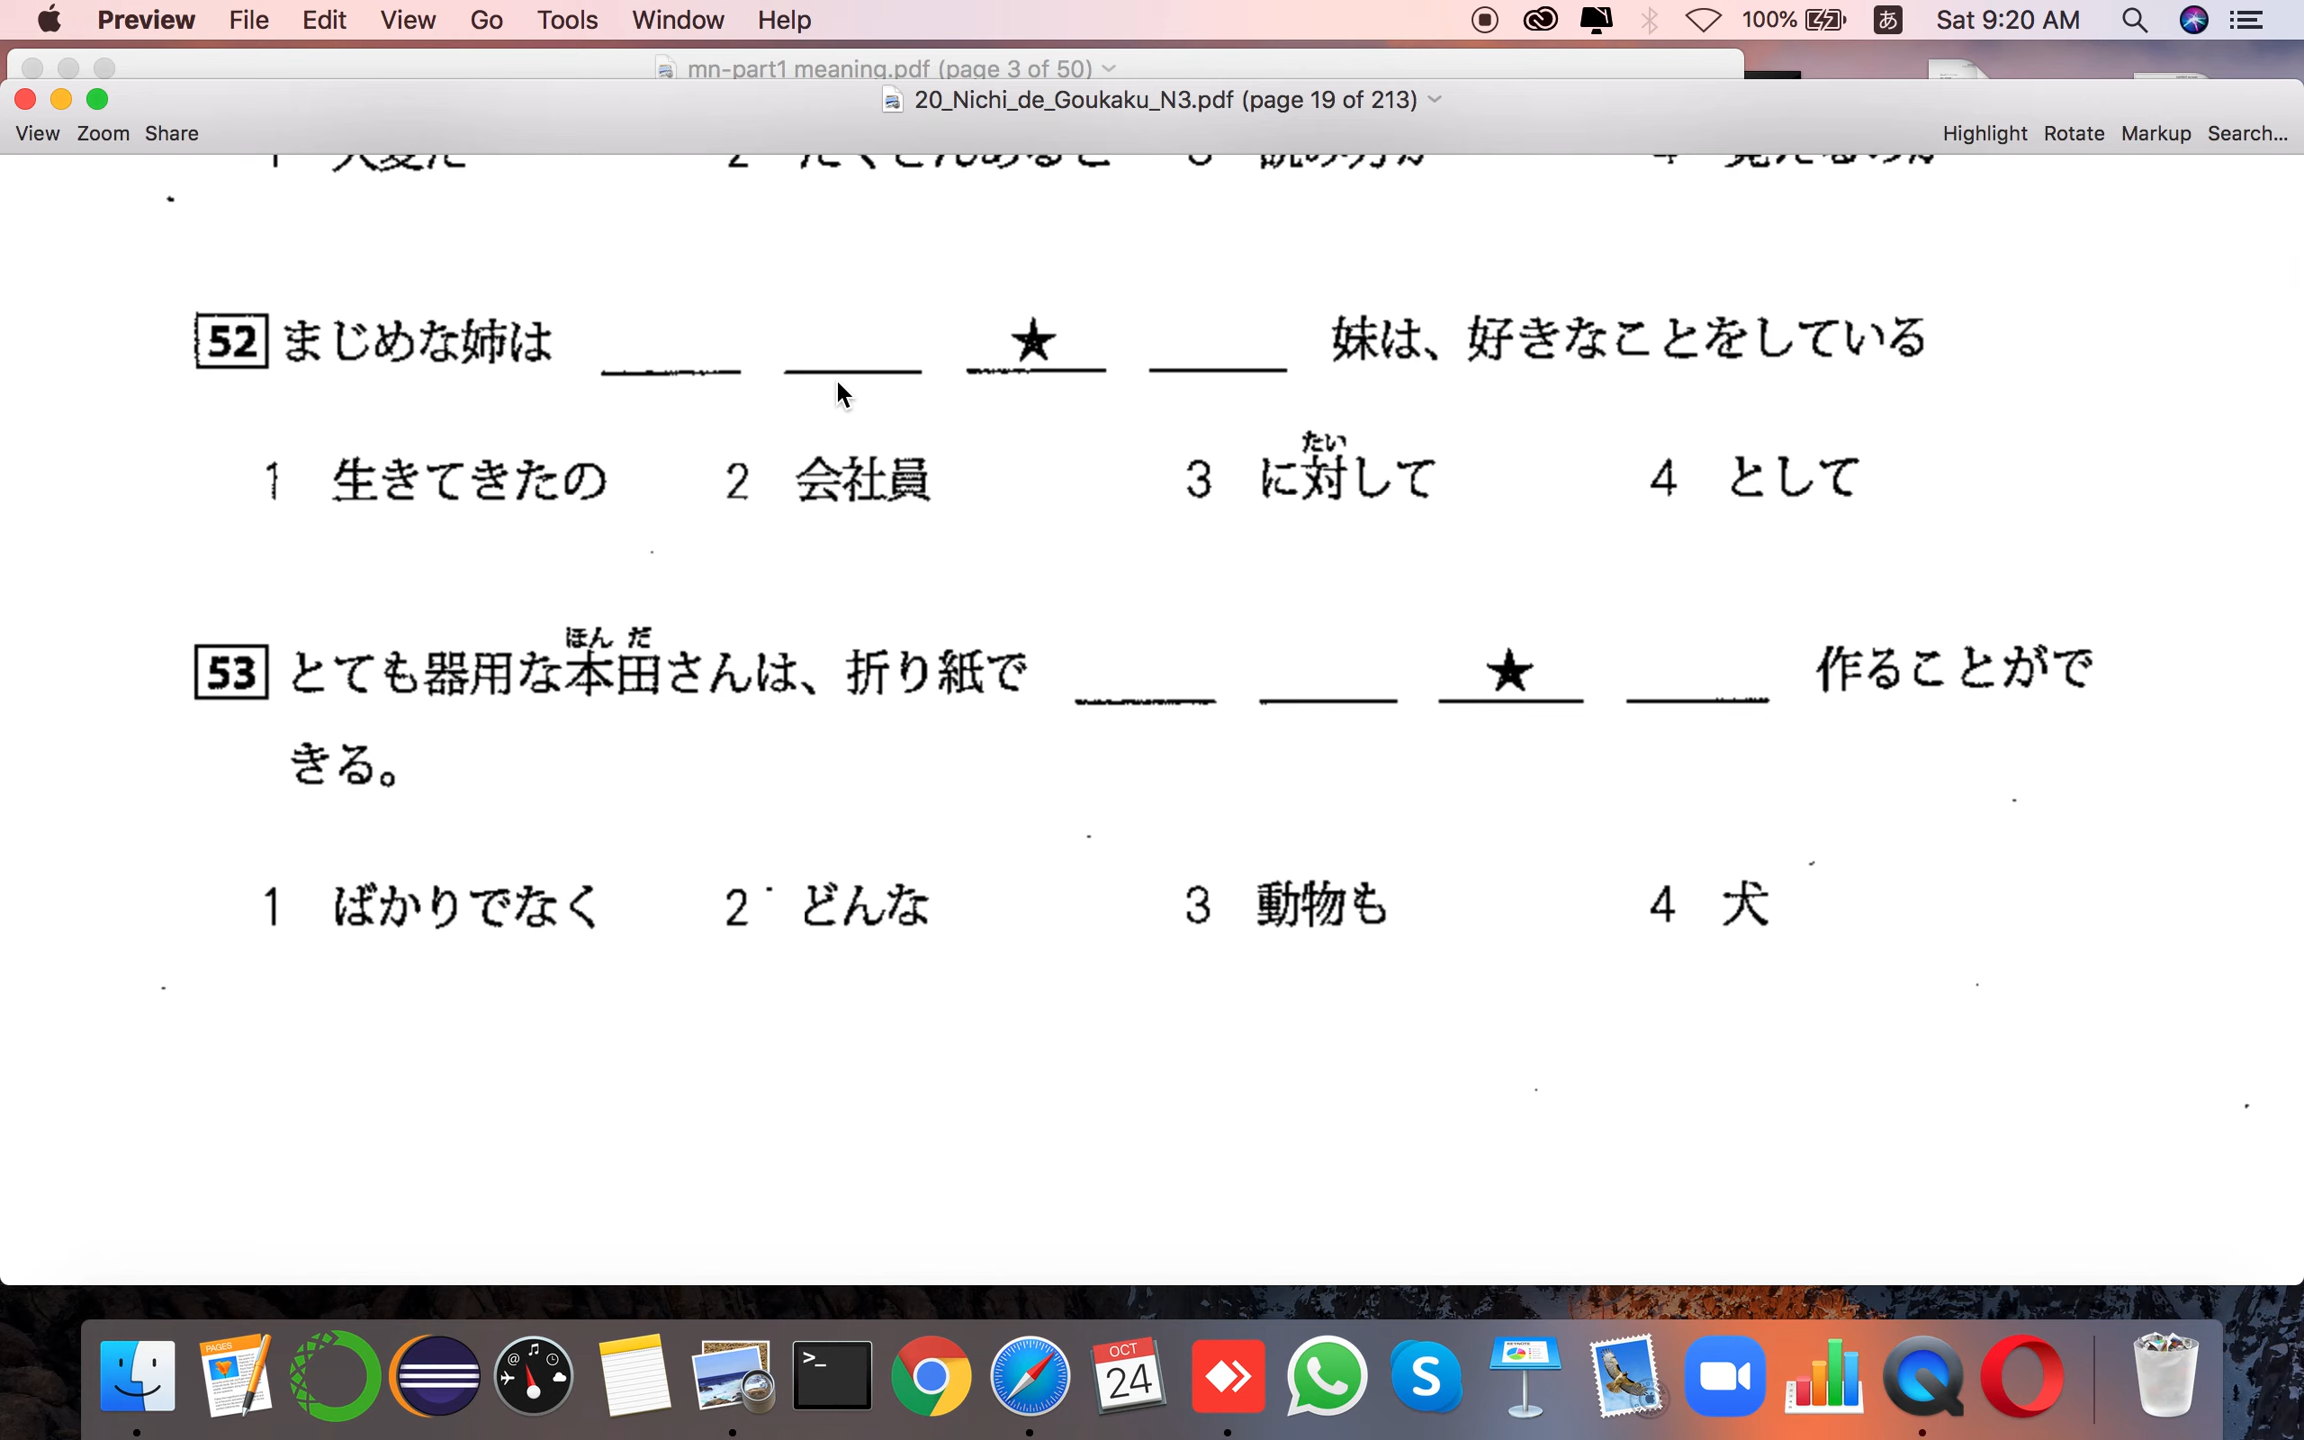 Preview File Edit View Go Tools Window Help 100% あ Sat 9:20 AM
mn-part1 meaning.pdf (page 3 of 50)
20_Nichi_de_Goukaku_N3.pdf (page 19 of 213)
View Zoom Share Highlight Rotate Markup Search...
52 まじめな姉は ★ 妹は、好きなことをしている
たい
1 生きてきたの 2 会社員 3 に対して 4 として
ほん だ
53 とても器用な本田さんは、折り紙で ★ 作ることがで
きる。
1 ばかりでなく 2 どんな 3 動物も 4 犬
PAGES
OCT
24